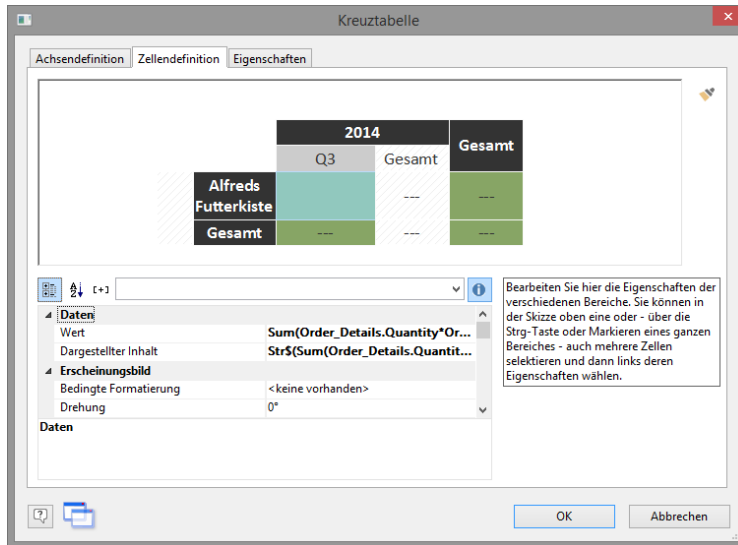 Kreuztabelle
Achsendefinition Zellendefinition Eigenschaften
2014 Gesamt
Q3 Gesamt
Alfreds
Futterkiste --- ---
Gesamt --- --- ---
[+]
Daten
Wert Sum(Order_Details.Quantity*Or...
Dargestellter Inhalt Str$(Sum(Order_Details.Quantit...
Erscheinungsbild
Bedingte Formatierung <keine vorhanden>
Drehung 0°
Daten
Bearbeiten Sie hier die Eigenschaften der
verschiedenen Bereiche. Sie können in
der Skizze oben eine oder - über die
Strg-Taste oder Markieren eines ganzen
Bereiches - auch mehrere Zellen
selektieren und dann links deren
Eigenschaften wählen.
OK Abbrechen